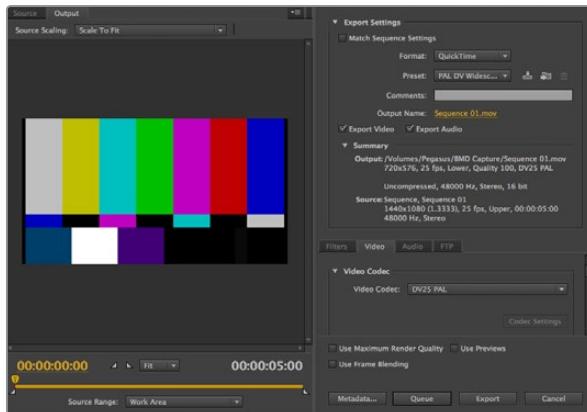 Source Output
Source Scaling: Scale To Fit
00:00:00:00 Fit 00:00:05:00
Source Range: Work Area
Export Settings
Match Sequence Settings
Format: QuickTime
Preset: PAL DV Widesc...
Comments:
Output Name: Sequence 01.mov
Export Video Export Audio
Summary
Output: /Volumes/Pegasus/BMD Capture/Sequence 01.mov
720x576, 25 fps, Lower, Quality 100, DV25 PAL
Uncompressed, 48000 Hz, Stereo, 16 bit
Source: Sequence, Sequence 01
1440x1080 (1.3333), 25 fps, Upper, 00:00:05:00
48000 Hz, Stereo
Filters Video Audio FTP
Video Codec
Video Codec: DV25 PAL
Codec Settings
Use Maximum Render Quality Use Previews
Use Frame Blending
Metadata... Queue Export Cancel